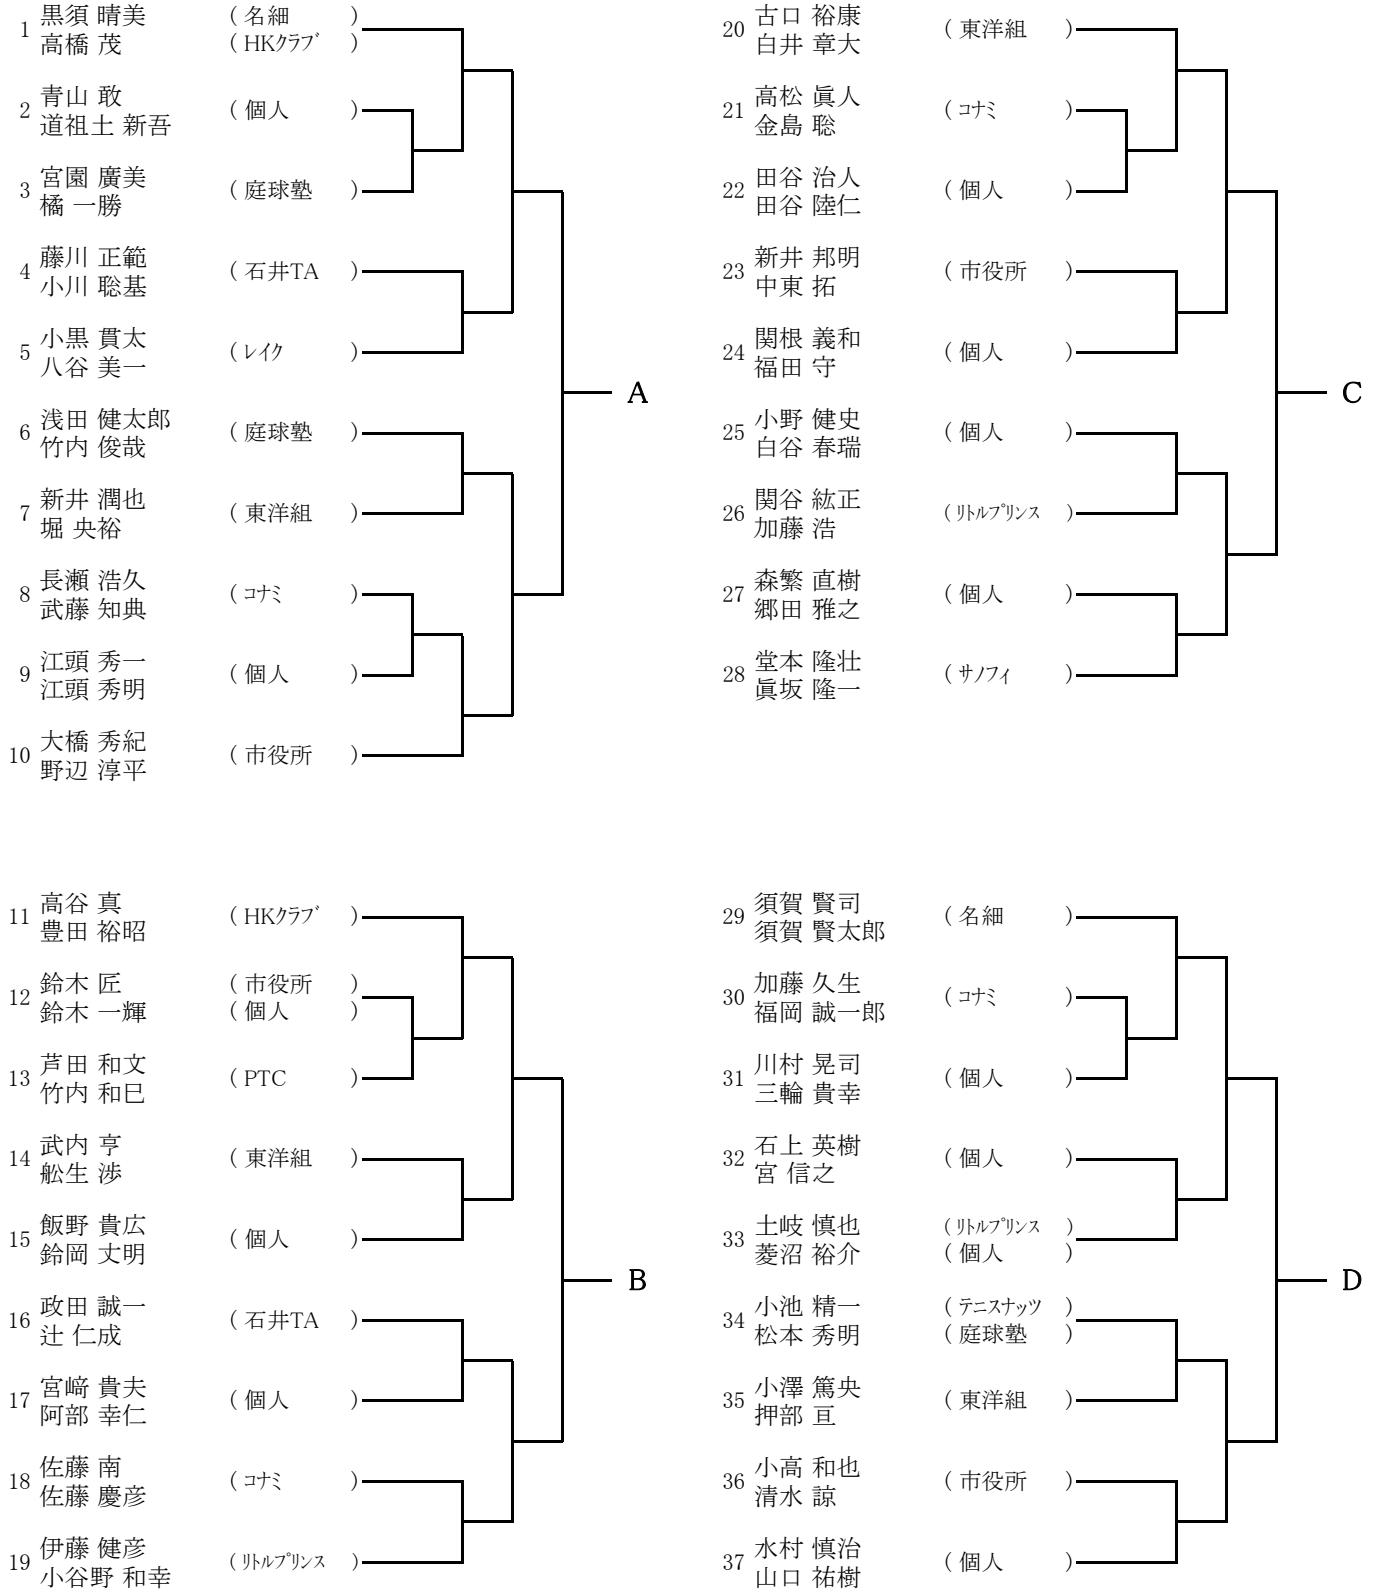 1 黒須 晴美 ( 名細 )
高橋 茂 ( HKｸﾗﾌﾞ )
2 青山 敢 ( 個人 )
道祖土 新吾
3 宮園 廣美 ( 庭球塾 )
橘 一勝
4 藤川 正範 ( 石井TA )
小川 聡基
5 小黒 貫太 ( ﾚｲｸ )
八谷 美一
A
6 浅田 健太郎 ( 庭球塾 )
竹内 俊哉
7 新井 潤也 ( 東洋組 )
堀 央裕
8 長瀬 浩久 ( ｺﾅﾐ )
武藤 知典
9 江頭 秀一 ( 個人 )
江頭 秀明
10 大橋 秀紀 ( 市役所 )
野辺 淳平
20 古口 裕康 ( 東洋組 )
白井 章大
21 高松 眞人 ( ｺﾅﾐ )
金島 聡
22 田谷 治人 ( 個人 )
田谷 陸仁
23 新井 邦明 ( 市役所 )
中東 拓
24 関根 義和 ( 個人 )
福田 守
C
25 小野 健史 ( 個人 )
白谷 春瑞
26 関谷 紘正 ( ﾘﾄﾙﾌﾟﾘﾝｽ )
加藤 浩
27 森繁 直樹 ( 個人 )
郷田 雅之
28 堂本 隆壮 ( ｻﾉﾌｨ )
眞坂 隆一
11 高谷 真 ( HKｸﾗﾌﾞ )
豊田 裕昭
12 鈴木 匠 ( 市役所 )
鈴木 一輝 ( 個人 )
13 芦田 和文 ( PTC )
竹内 和巳
14 武内 亨 ( 東洋組 )
舩生 渉
15 飯野 貴広 ( 個人 )
鈴岡 丈明
B
16 政田 誠一 ( 石井TA )
辻 仁成
17 宮﨑 貴夫 ( 個人 )
阿部 幸仁
18 佐藤 南 ( ｺﾅﾐ )
佐藤 慶彦
19 伊藤 健彦 ( ﾘﾄﾙﾌﾟﾘﾝｽ )
小谷野 和幸
29 須賀 賢司 ( 名細 )
須賀 賢太郎
30 加藤 久生 ( ｺﾅﾐ )
福岡 誠一郎
31 川村 晃司 ( 個人 )
三輪 貴幸
32 石上 英樹 ( 個人 )
宮 信之
33 土岐 慎也 ( ﾘﾄﾙﾌﾟﾘﾝｽ )
菱沼 裕介 ( 個人 )
D
34 小池 精一 ( ﾃﾆｽﾅｯﾂ )
松本 秀明 ( 庭球塾 )
35 小澤 篤央 ( 東洋組 )
押部 亘
36 小高 和也 ( 市役所 )
清水 諒
37 水村 慎治 ( 個人 )
山口 祐樹